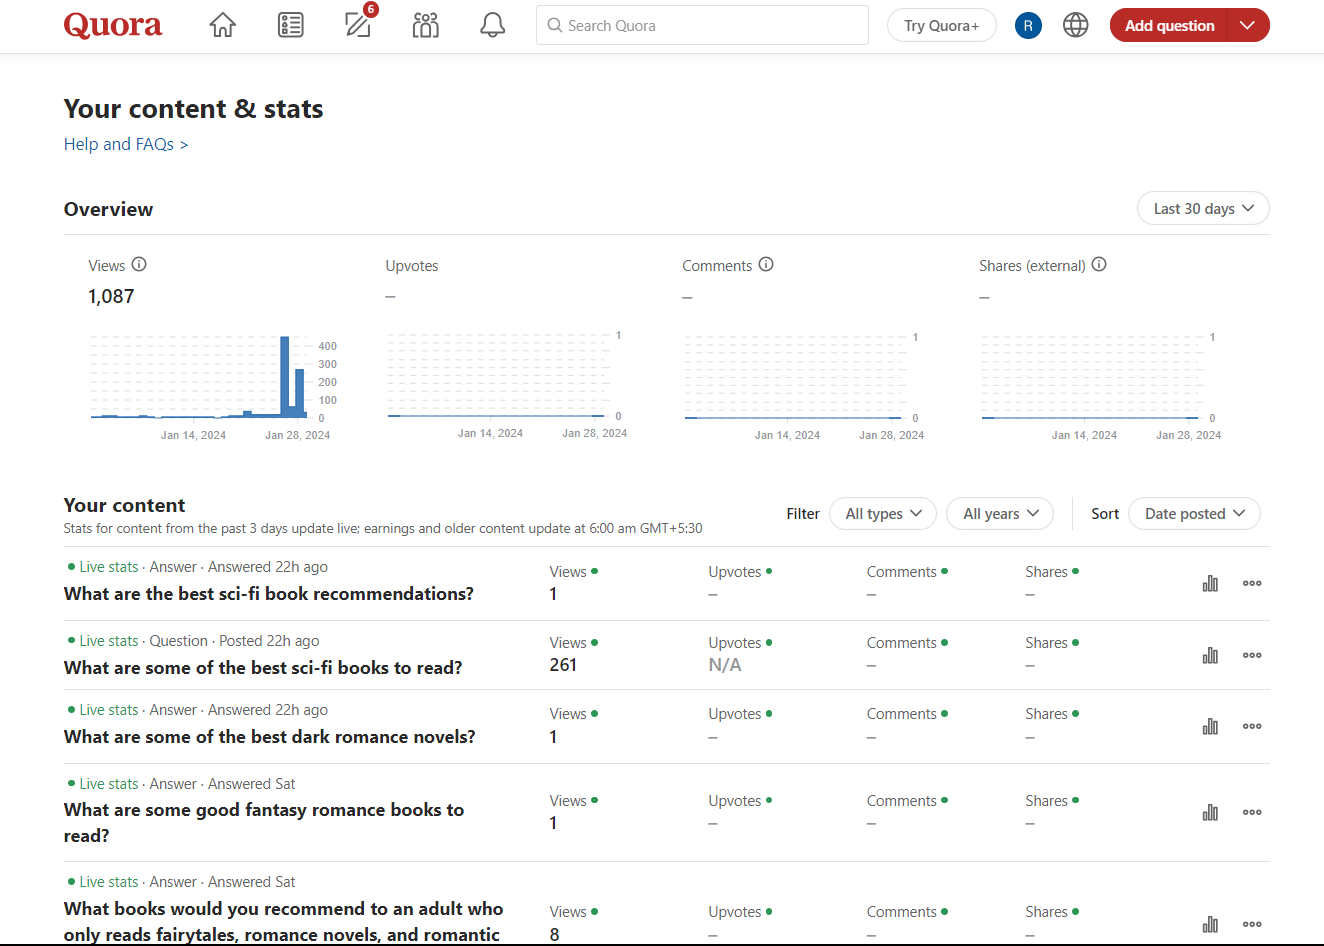 Quora
6
Search Quora
Try Quora+
R
Add question
Your content & stats
Help and FAQs >
Overview
Last 30 days
Views
Upvotes
Comments
Shares (external)
1,087
–
–
–
400
300
200
100
0
Jan 14, 2024
Jan 28, 2024
1
0
Jan 14, 2024
Jan 28, 2024
1
0
Jan 14, 2024
Jan 28, 2024
1
0
Jan 14, 2024
Jan 28, 2024
Your content
Stats for content from the past 3 days update live; earnings and older content update at 6:00 am GMT+5:30
Filter
All types
All years
Sort
Date posted
Live stats · Answer · Answered 22h ago
What are the best sci-fi book recommendations?
Views
1
Upvotes
–
Comments
–
Shares
–
Live stats · Question · Posted 22h ago
What are some of the best sci-fi books to read?
Views
261
Upvotes
N/A
Comments
–
Shares
–
Live stats · Answer · Answered 22h ago
What are some of the best dark romance novels?
Views
1
Upvotes
–
Comments
–
Shares
–
Live stats · Answer · Answered Sat
What are some good fantasy romance books to
read?
Views
1
Upvotes
–
Comments
–
Shares
–
Live stats · Answer · Answered Sat
What books would you recommend to an adult who
only reads fairytales, romance novels, and romantic
Views
8
Upvotes
–
Comments
–
Shares
–